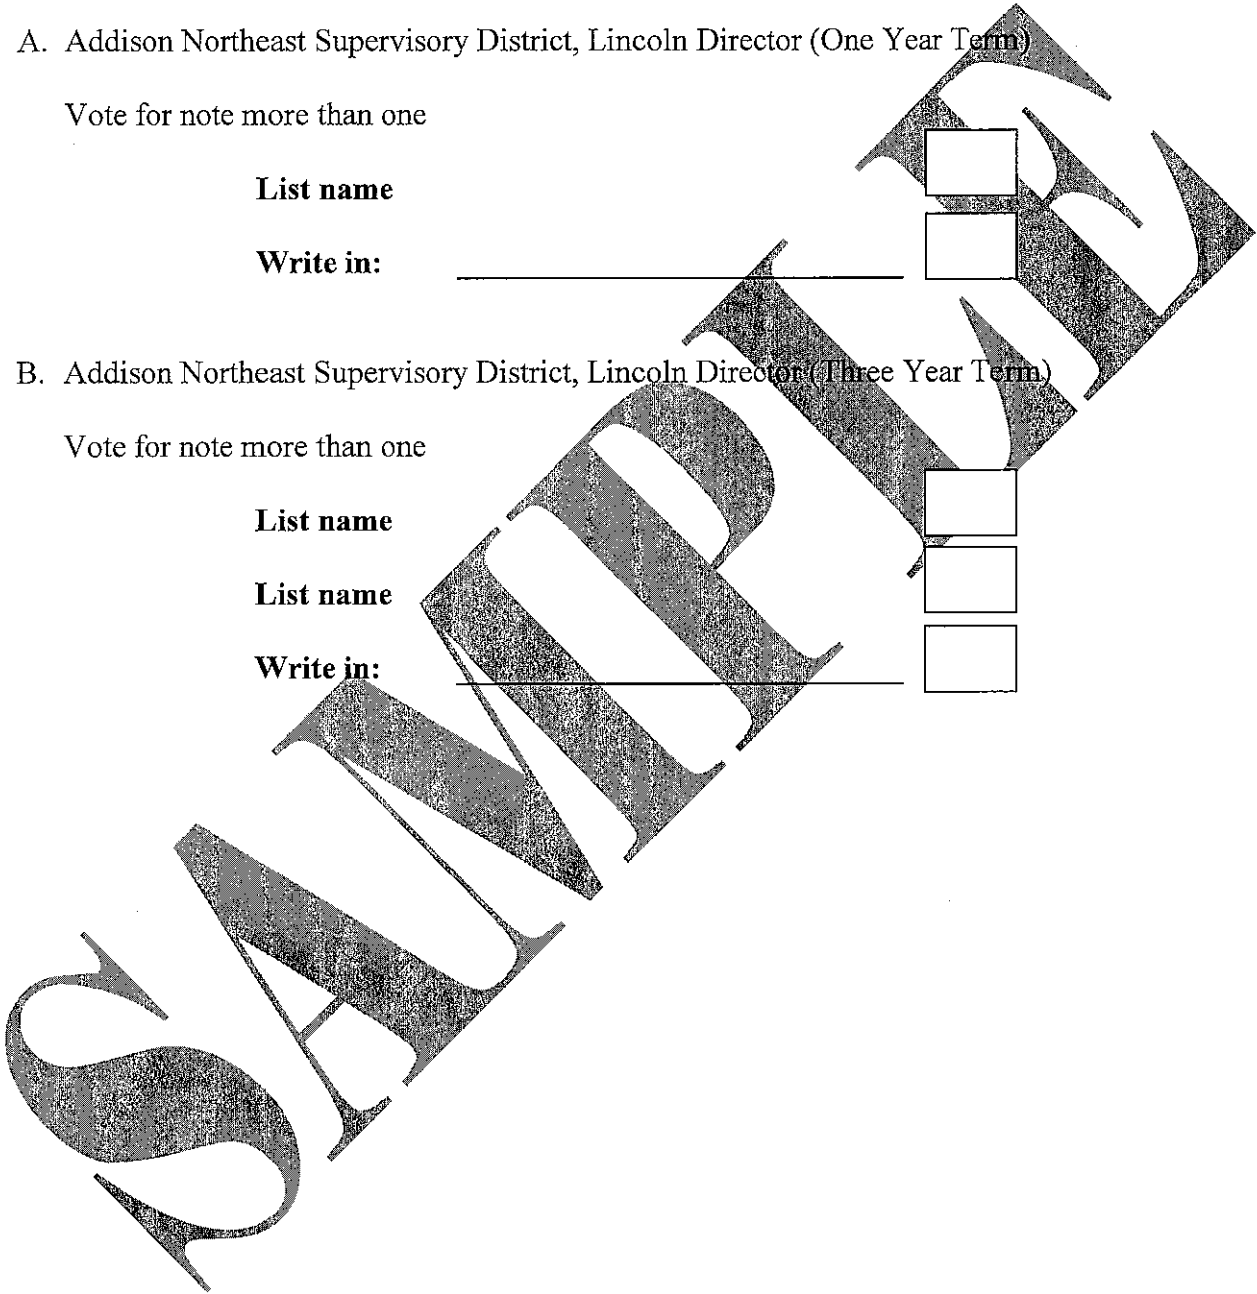 A. Addison Northeast Supervisory District, Lincoln Director (One Year Term)
Vote for note more than one
List name
Write in:
B. Addison Northeast Supervisory District, Lincoln Director (Three Year Term)
Vote for note more than one
List name
List name
Write in:
SAMPLE